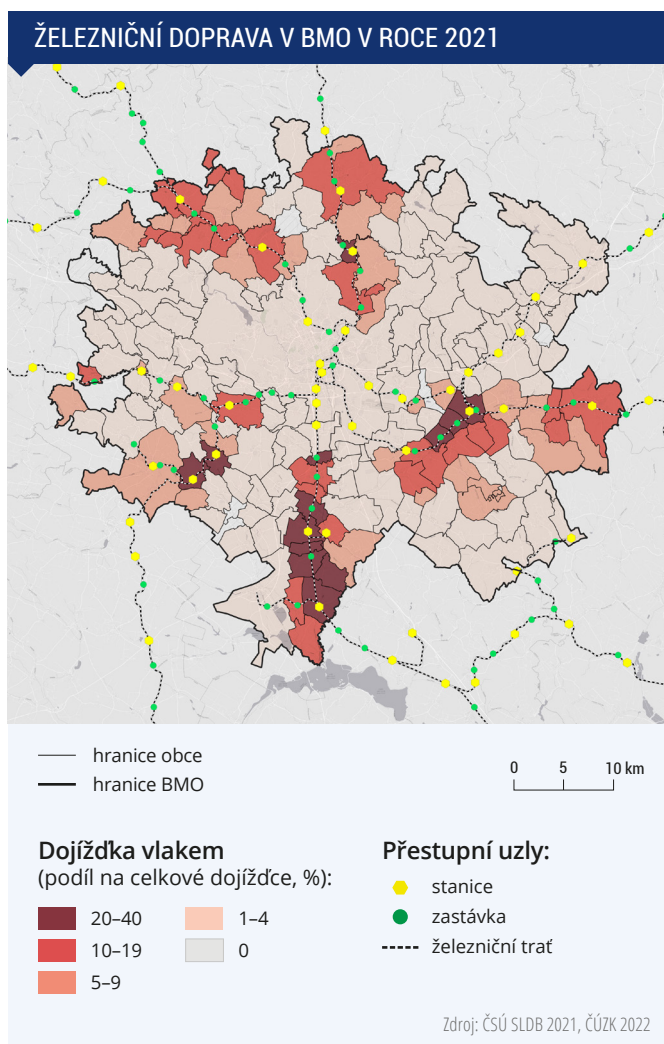 ŽELEZNIČNÍ DOPRAVA V BMO V ROCE 2021
hranice obce
hranice BMO
0 5 10 km
Dojížďka vlakem
(podíl na celkové dojížďce, %):
20–40
10–19
5–9
1–4
0
Přestupní uzly:
stanice
zastávka
železniční trať
Zdroj: ČSÚ SLDB 2021, ČÚZK 2022